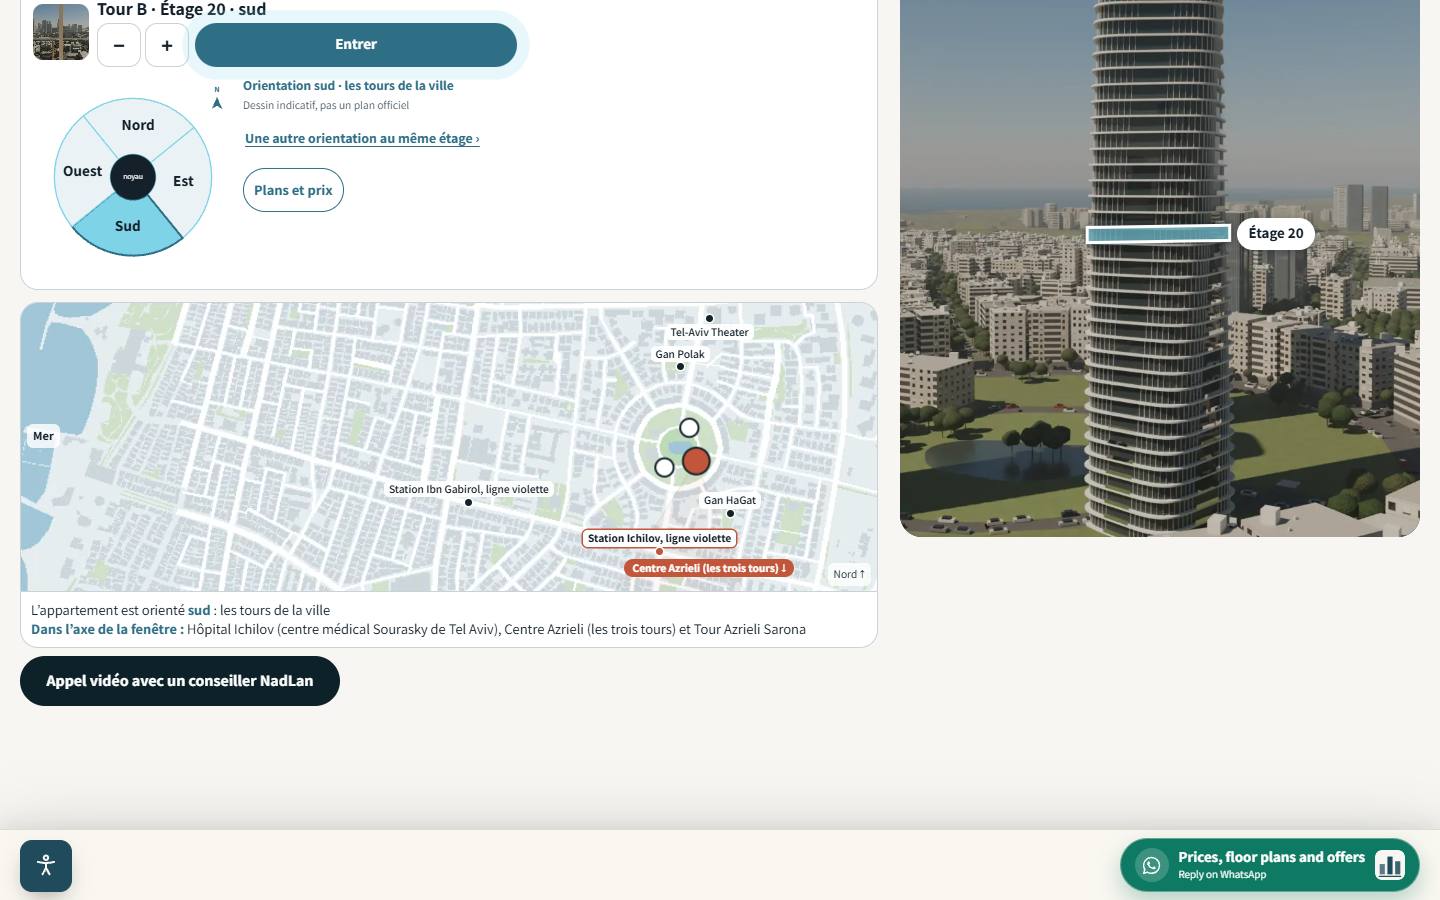 Tour B · Étage 20 · sud
−
+
Entrer
N
Orientation sud · les tours de la ville
Dessin indicatif, pas un plan officiel
Une autre orientation au même étage ›
Plans et prix
Nord
Ouest
noyau
Est
Sud
Étage 20
Tel-Aviv Theater
Gan Polak
Mer
Station Ibn Gabirol, ligne violette
Gan HaGat
Station Ichilov, ligne violette
Centre Azrieli (les trois tours) ↓
Nord ↑
L’appartement est orienté sud : les tours de la ville
Dans l’axe de la fenêtre : Hôpital Ichilov (centre médical Sourasky de Tel Aviv), Centre Azrieli (les trois tours) et Tour Azrieli Sarona
Appel vidéo avec un conseiller NadLan
Prices, floor plans and offers
Reply on WhatsApp